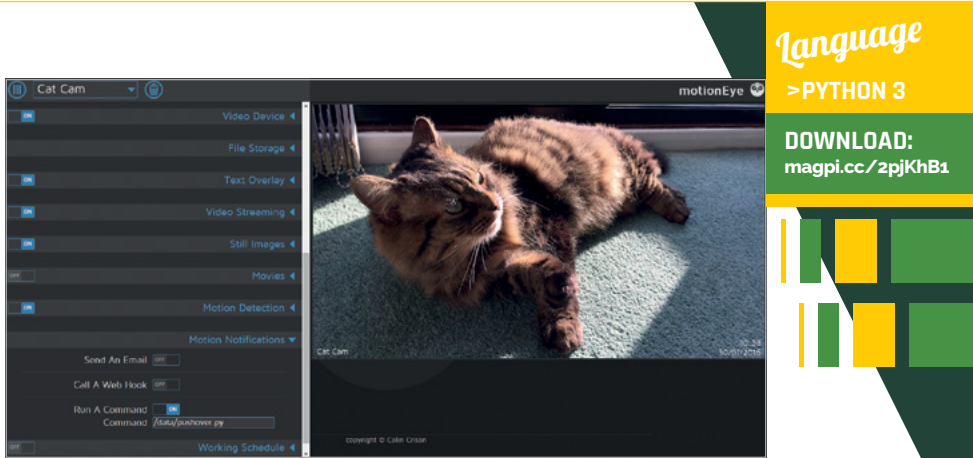 Language
>PYTHON 3
DOWNLOAD:
magpi.cc/2pjKhB1
Cat Cam
motionEye
ON
Video Device
File Storage
ON
Text Overlay
ON
Video Streaming
ON
Still Images
OFF
Movies
ON
Motion Detection
Motion Notifications
Send An Email OFF
Call A Web Hook OFF
Run A Command ON
Command /data/pushover.py
OFF
Working Schedule
Cat Cam
copyright © Calin Crisan